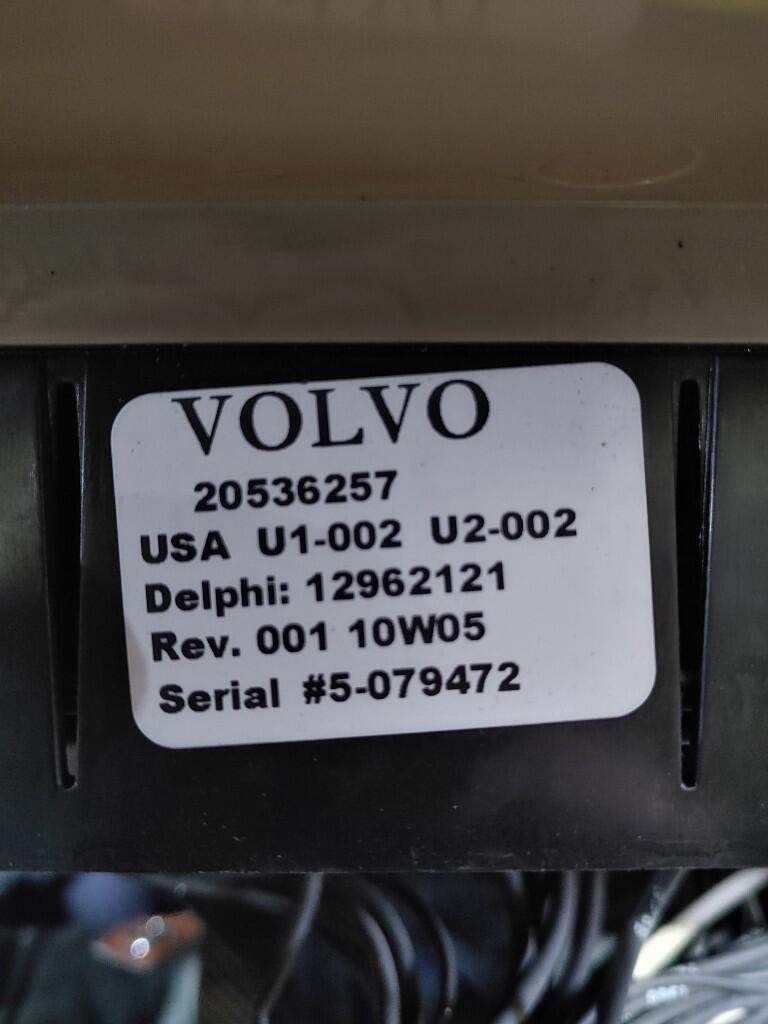 VOLVO
20536257
USA U1-002 U2-002
Delphi: 12962121
Rev. 001 10W05
Serial #5-079472